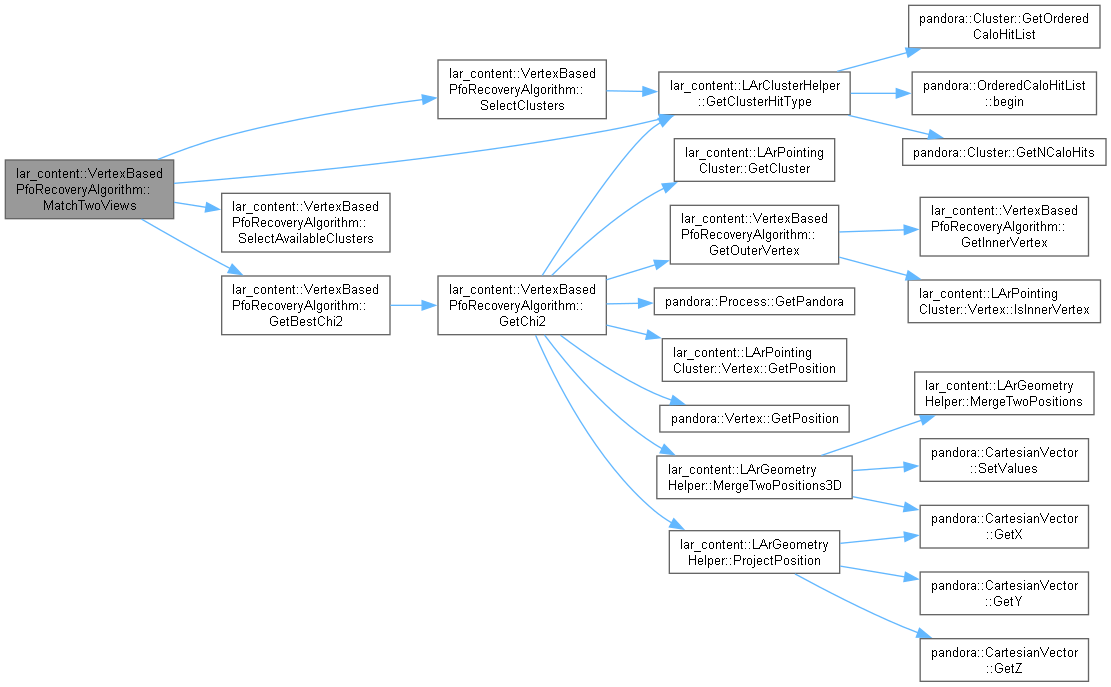 lar_content::VertexBased
PfoRecoveryAlgorithm::
MatchTwoViews
lar_content::VertexBased
PfoRecoveryAlgorithm::
SelectClusters
lar_content::VertexBased
PfoRecoveryAlgorithm::
SelectAvailableClusters
lar_content::VertexBased
PfoRecoveryAlgorithm::
GetBestChi2
lar_content::VertexBased
PfoRecoveryAlgorithm::
GetChi2
lar_content::LArClusterHelper
::GetClusterHitType
lar_content::LArPointing
Cluster::GetCluster
lar_content::VertexBased
PfoRecoveryAlgorithm::
GetOuterVertex
pandora::Process::GetPandora
lar_content::LArPointing
Cluster::Vertex::GetPosition
pandora::Vertex::GetPosition
lar_content::LArGeometry
Helper::MergeTwoPositions3D
lar_content::LArGeometry
Helper::ProjectPosition
pandora::Cluster::GetOrdered
CaloHitList
pandora::OrderedCaloHitList
::begin
pandora::Cluster::GetNCaloHits
lar_content::VertexBased
PfoRecoveryAlgorithm::
GetInnerVertex
lar_content::LArPointing
Cluster::Vertex::IsInnerVertex
lar_content::LArGeometry
Helper::MergeTwoPositions
pandora::CartesianVector
::SetValues
pandora::CartesianVector
::GetX
pandora::CartesianVector
::GetY
pandora::CartesianVector
::GetZ